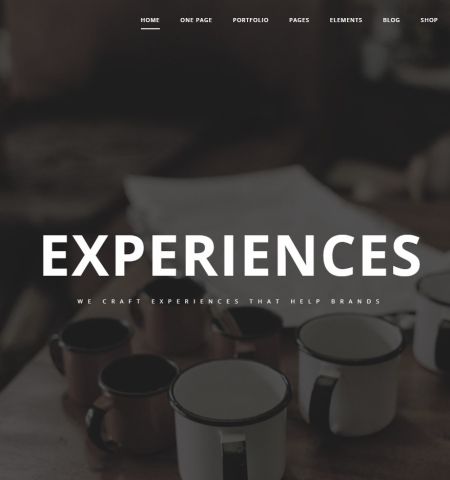 HOME ONE PAGE PORTFOLIO PAGES ELEMENTS BLOG SHOP
EXPERIENCES
WE CRAFT EXPERIENCES THAT HELP BRANDS